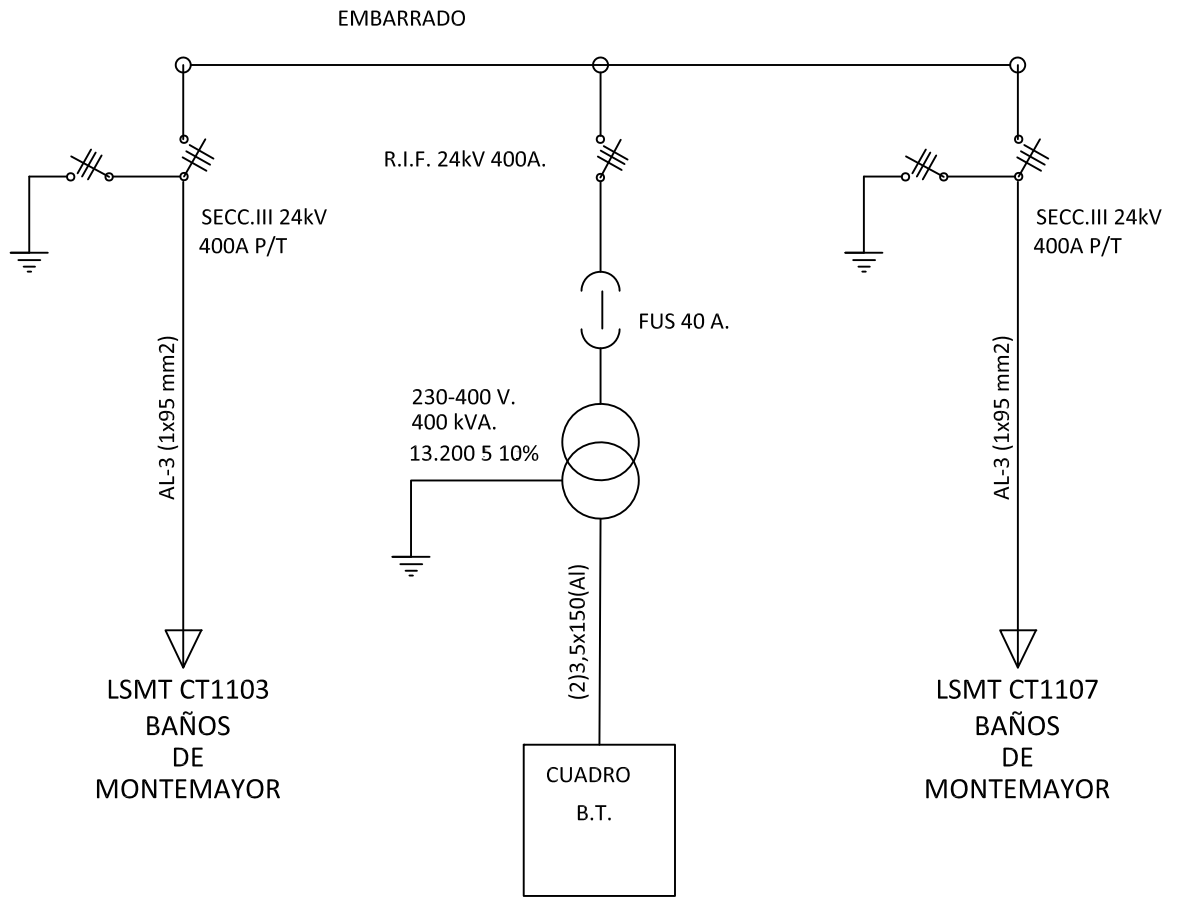 EMBARRADO
R.I.F. 24kV 400A.
SECC.III 24kV
400A P/T
SECC.III 24kV
400A P/T
FUS 40 A.
AL-3 (1x95 mm2)
230-400 V.
400 kVA.
13.200 5 10%
AL-3 (1x95 mm2)
(2)3,5x150(Al)
LSMT CT1103
BAÑOS
DE
MONTEMAYOR
LSMT CT1107
BAÑOS
DE
MONTEMAYOR
CUADRO
B.T.